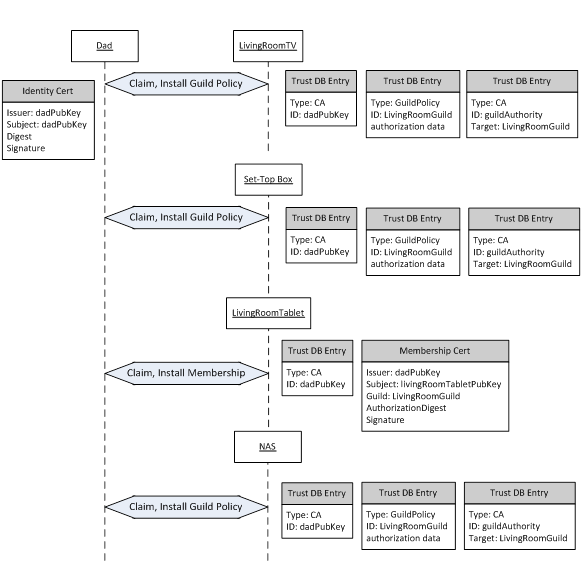 Dad
LivingRoomTV
Identity Cert
Issuer: dadPubKey
Subject: dadPubKey
Digest
Signature
Claim, Install Guild Policy
Trust DB Entry
Type: CA
ID: dadPubKey
Trust DB Entry
Type: GuildPolicy
ID: LivingRoomGuild
authorization data
Trust DB Entry
Type: CA
ID: guildAuthority
Target: LivingRoomGuild
Set-Top Box
Claim, Install Guild Policy
Trust DB Entry
Type: CA
ID: dadPubKey
Trust DB Entry
Type: GuildPolicy
ID: LivingRoomGuild
authorization data
Trust DB Entry
Type: CA
ID: guildAuthority
Target: LivingRoomGuild
LivingRoomTablet
Claim, Install Membership
Trust DB Entry
Type: CA
ID: dadPubKey
Membership Cert
Issuer: dadPubKey
Subject: livingRoomTabletPubKey
Guild: LivingRoomGuild
AuthorizationDigest
Signature
NAS
Claim, Install Guild Policy
Trust DB Entry
Type: CA
ID: dadPubKey
Trust DB Entry
Type: GuildPolicy
ID: LivingRoomGuild
authorization data
Trust DB Entry
Type: CA
ID: guildAuthority
Target: LivingRoomGuild